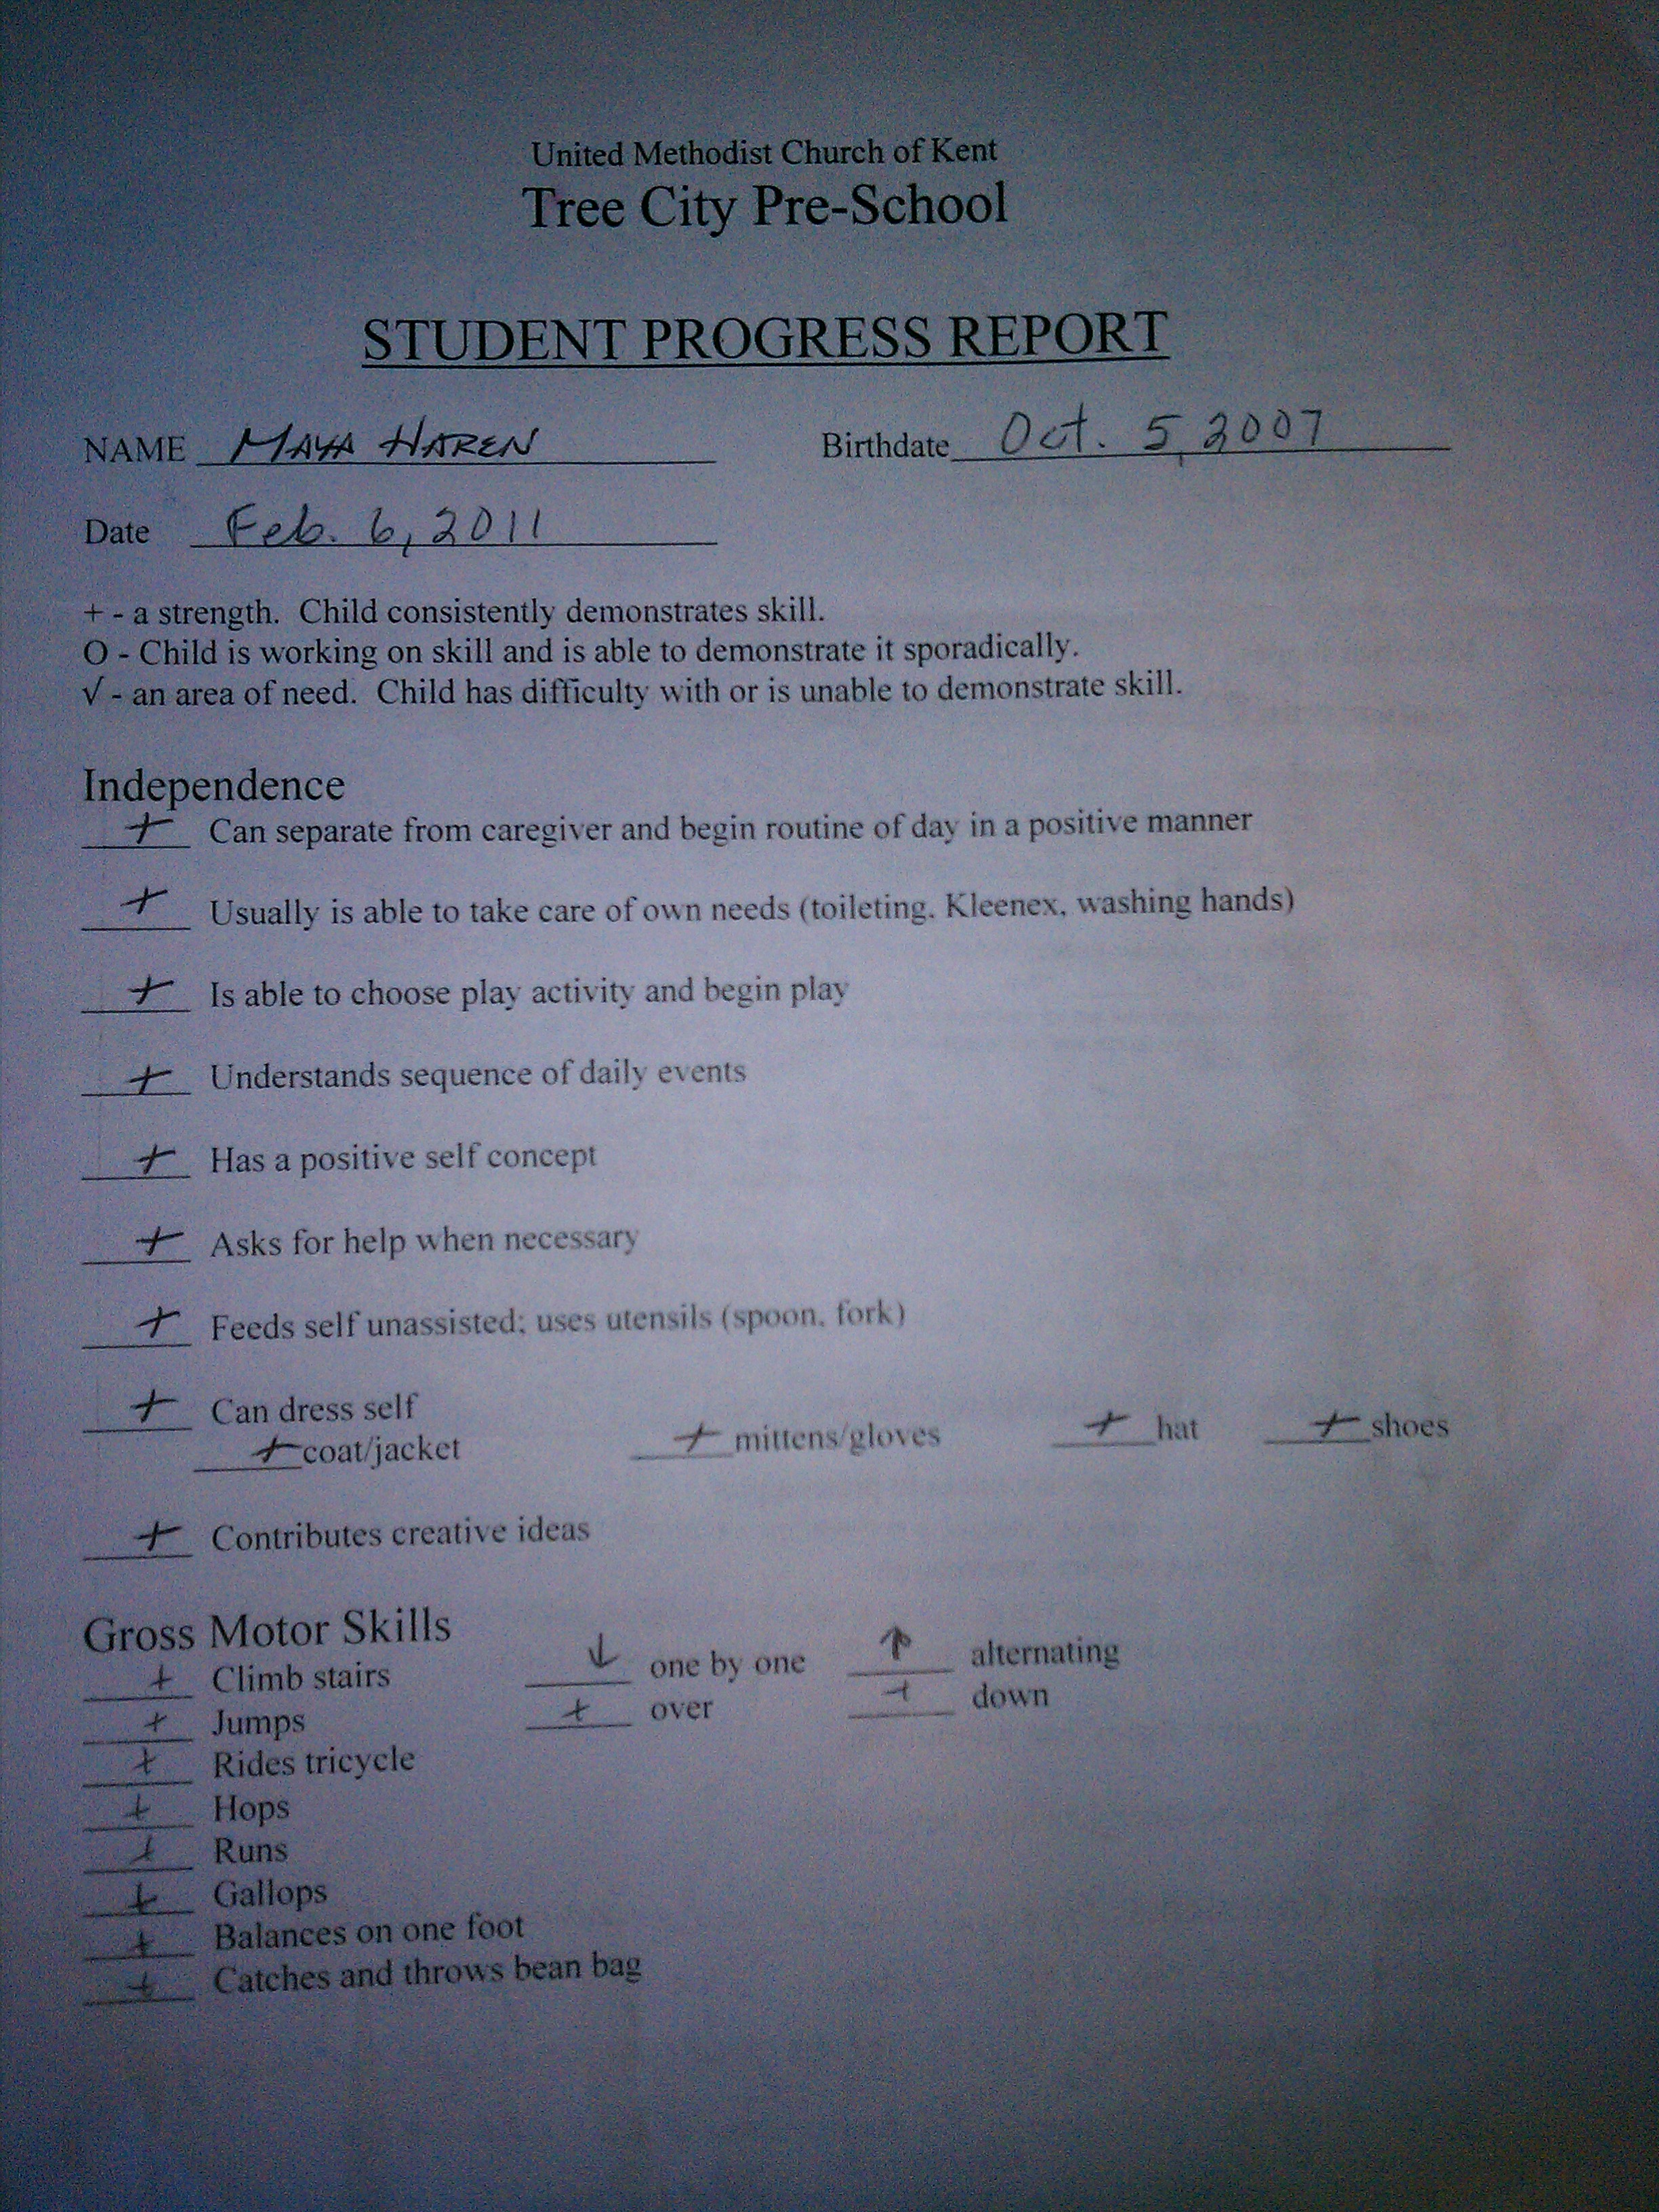 United Methodist Church of Kent
Tree City Pre-School
STUDENT PROGRESS REPORT
NAME MAYA HAREN Birthdate Oct. 5, 2007
Date Feb. 6, 2011
+ - a strength. Child consistently demonstrates skill.
O - Child is working on skill and is able to demonstrate it sporadically.
√ - an area of need. Child has difficulty with or is unable to demonstrate skill.
Independence
+ Can separate from caregiver and begin routine of day in a positive manner
+ Usually is able to take care of own needs (toileting, Kleenex, washing hands)
+ Is able to choose play activity and begin play
+ Understands sequence of daily events
+ Has a positive self concept
+ Asks for help when necessary
+ Feeds self unassisted; uses utensils (spoon, fork)
+ Can dress self
+ coat/jacket + mittens/gloves + hat + shoes
+ Contributes creative ideas
Gross Motor Skills
+ Climb stairs ↓ one by one ↑ alternating
+ Jumps + over + down
+ Rides tricycle
+ Hops
+ Runs
+ Gallops
+ Balances on one foot
+ Catches and throws bean bag